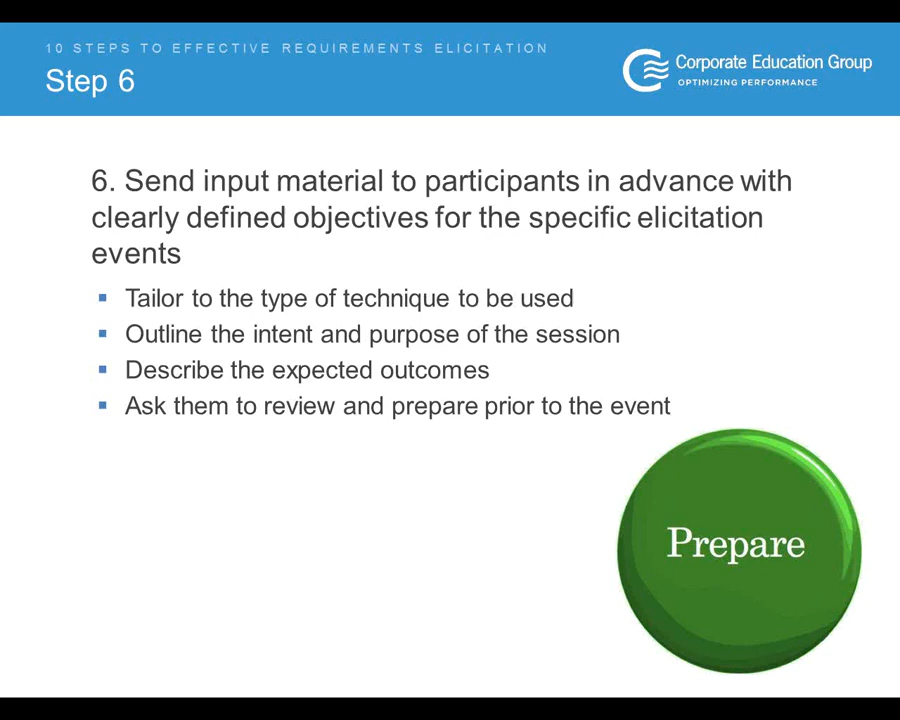 10 STEPS TO EFFECTIVE REQUIREMENTS ELICITATION
Step 6
Corporate Education Group
OPTIMIZING PERFORMANCE
6. Send input material to participants in advance with
clearly defined objectives for the specific elicitation
events
▪ Tailor to the type of technique to be used
▪ Outline the intent and purpose of the session
▪ Describe the expected outcomes
▪ Ask them to review and prepare prior to the event
Prepare